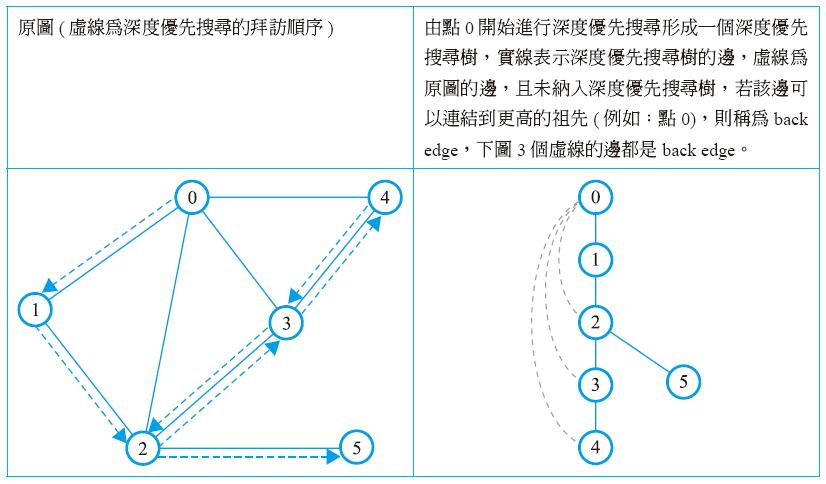 原圖 ( 虛線為深度優先搜尋的拜訪順序 )
由點 0 開始進行深度優先搜尋形成一個深度優先
搜尋樹，實線表示深度優先搜尋樹的邊，虛線為
原圖的邊，且未納入深度優先搜尋樹，若該邊可
以連結到更高的祖先 ( 例如：點 0)，則稱為 back
edge，下圖 3 個虛線的邊都是 back edge。
0
4
1
3
2
5
0
1
2
3
5
4